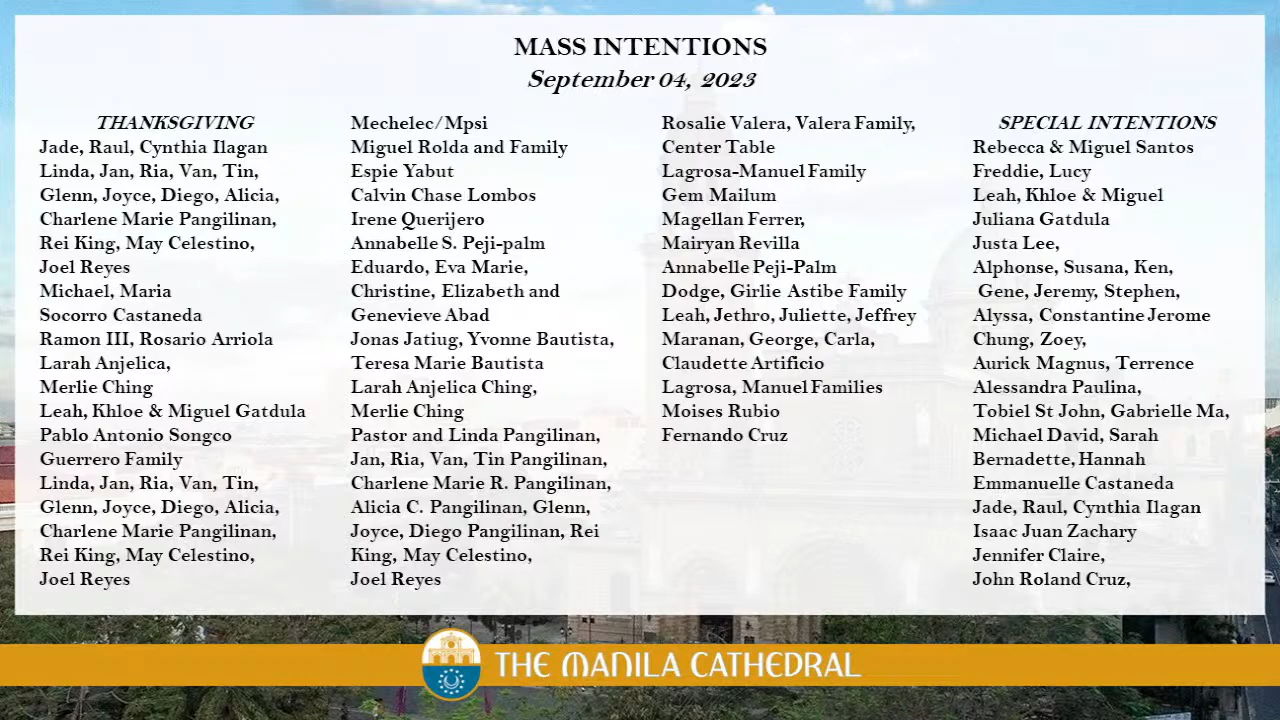 MASS INTENTIONS
September 04, 2023
THANKSGIVING
Jade, Raul, Cynthia Ilagan
Linda, Jan, Ria, Van, Tin,
Glenn, Joyce, Diego, Alicia,
Charlene Marie Pangilinan,
Rei King, May Celestino,
Joel Reyes
Michael, Maria
Socorro Castaneda
Ramon III, Rosario Arriola
Larah Anjelica,
Merlie Ching
Leah, Khloe & Miguel Gatdula
Pablo Antonio Songco
Guerrero Family
Linda, Jan, Ria, Van, Tin,
Glenn, Joyce, Diego, Alicia,
Charlene Marie Pangilinan,
Rei King, May Celestino,
Joel Reyes
Mechelec/Mpsi
Miguel Rolda and Family
Espie Yabut
Calvin Chase Lombos
Irene Querijero
Annabelle S. Peji-palm
Eduardo, Eva Marie,
Christine, Elizabeth and
Genevieve Abad
Jonas Jatiug, Yvonne Bautista,
Teresa Marie Bautista
Larah Anjelica Ching,
Merlie Ching
Pastor and Linda Pangilinan,
Jan, Ria, Van, Tin Pangilinan,
Charlene Marie R. Pangilinan,
Alicia C. Pangilinan, Glenn,
Joyce, Diego Pangilinan, Rei
King, May Celestino,
Joel Reyes
Rosalie Valera, Valera Family,
Center Table
Lagrosa-Manuel Family
Gem Mailum
Magellan Ferrer,
Mairyan Revilla
Annabelle Peji-Palm
Dodge, Girlie Astibe Family
Leah, Jethro, Juliette, Jeffrey
Maranan, George, Carla,
Claudette Artificio
Lagrosa, Manuel Families
Moises Rubio
Fernando Cruz
SPECIAL INTENTIONS
Rebecca & Miguel Santos
Freddie, Lucy
Leah, Khloe & Miguel
Juliana Gatdula
Justa Lee,
Alphonse, Susana, Ken,
Gene, Jeremy, Stephen,
Alyssa, Constantine Jerome
Chung, Zoey,
Aurick Magnus, Terrence
Alessandra Paulina,
Tobiel St John, Gabrielle Ma,
Michael David, Sarah
Bernadette, Hannah
Emmanuelle Castaneda
Jade, Raul, Cynthia Ilagan
Isaac Juan Zachary
Jennifer Claire,
John Roland Cruz,
THE MANILA CATHEDRAL